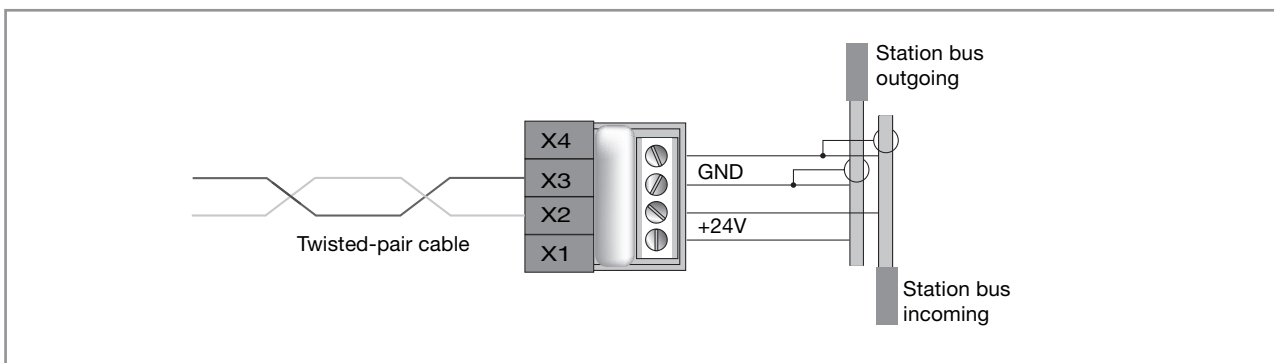 Station bus
outgoing
X4
X3
GND
X2
+24V
Twisted-pair cable
X1
Station bus
incoming